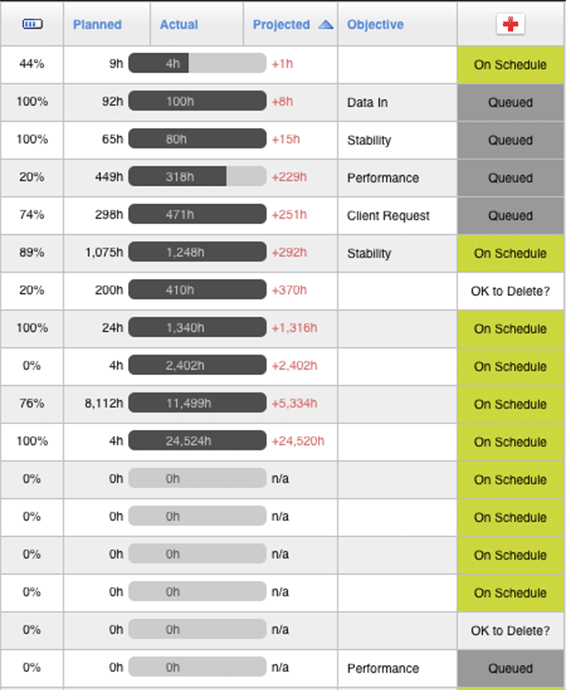 Planned Actual Projected Objective
44% 9h 4h +1h On Schedule
100% 92h 100h +8h Data In Queued
100% 65h 80h +15h Stability Queued
20% 449h 318h +229h Performance Queued
74% 298h 471h +251h Client Request Queued
89% 1,075h 1,248h +292h Stability On Schedule
20% 200h 410h +370h OK to Delete?
100% 24h 1,340h +1,316h On Schedule
0% 4h 2,402h +2,402h On Schedule
76% 8,112h 11,499h +5,334h On Schedule
100% 4h 24,524h +24,520h On Schedule
0% 0h 0h n/a On Schedule
0% 0h 0h n/a On Schedule
0% 0h 0h n/a On Schedule
0% 0h 0h n/a On Schedule
0% 0h 0h n/a OK to Delete?
0% 0h 0h n/a Performance Queued